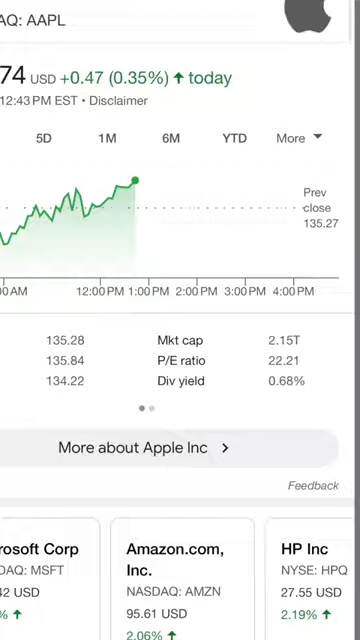 AQ: AAPL
74 USD +0.47 (0.35%) ↑ today
12:43 PM EST • Disclaimer
5D 1M 6M YTD More
Prev
close
135.27
00 AM 12:00 PM 1:00 PM 2:00 PM 3:00 PM 4:00 PM
135.28 Mkt cap 2.15T
135.84 P/E ratio 22.21
134.22 Div yield 0.68%
More about Apple Inc >
Feedback
rosoft Corp
DAQ: MSFT
42 USD
% ↑
Amazon.com,
Inc.
NASDAQ: AMZN
95.61 USD
2.06% ↑
HP Inc
NYSE: HPQ
27.55 USD
2.19% ↑